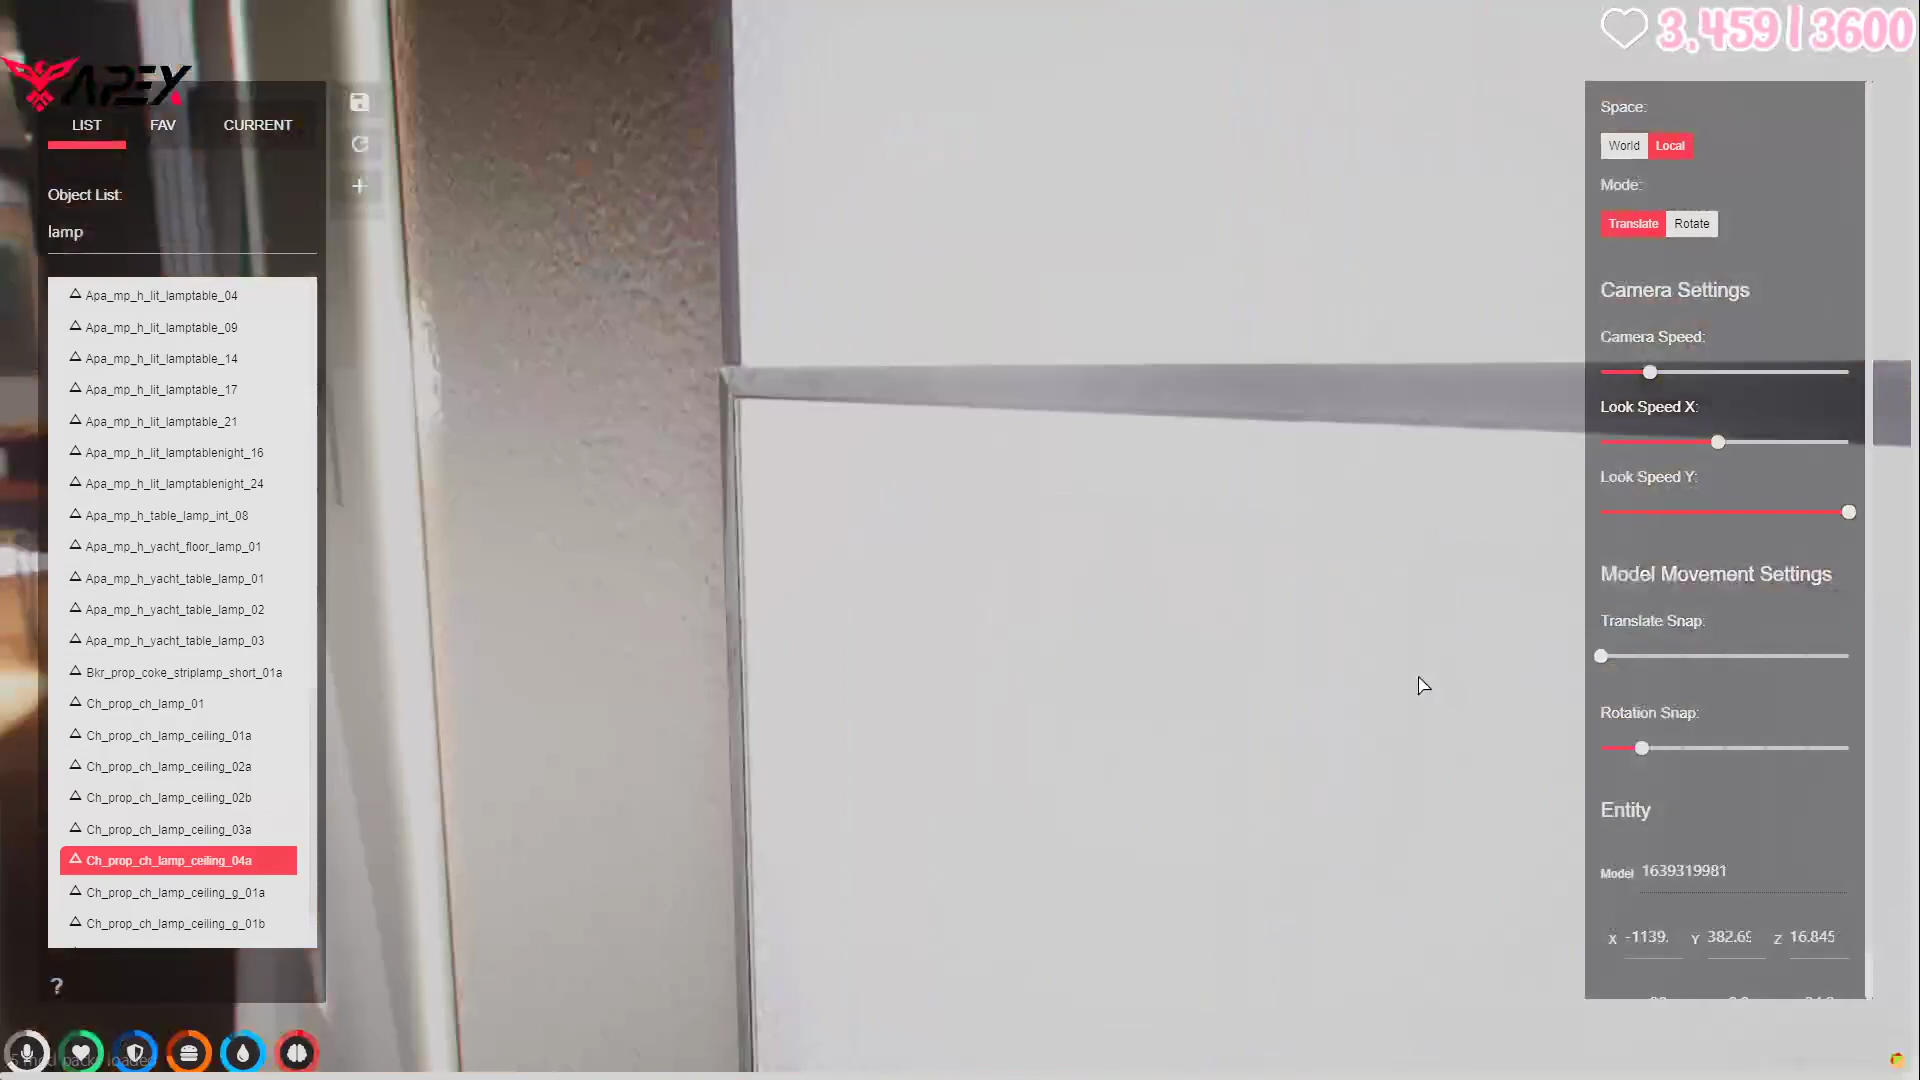 3,459 | 3600
APEX
LIST FAV CURRENT
Object List:
lamp
Apa_mp_h_lit_lamptable_04
Apa_mp_h_lit_lamptable_09
Apa_mp_h_lit_lamptable_14
Apa_mp_h_lit_lamptable_17
Apa_mp_h_lit_lamptable_21
Apa_mp_h_lit_lamptablenight_16
Apa_mp_h_lit_lamptablenight_24
Apa_mp_h_table_lamp_int_08
Apa_mp_h_yacht_floor_lamp_01
Apa_mp_h_yacht_table_lamp_01
Apa_mp_h_yacht_table_lamp_02
Apa_mp_h_yacht_table_lamp_03
Bkr_prop_coke_striplamp_short_01a
Ch_prop_ch_lamp_01
Ch_prop_ch_lamp_ceiling_01a
Ch_prop_ch_lamp_ceiling_02a
Ch_prop_ch_lamp_ceiling_02b
Ch_prop_ch_lamp_ceiling_03a
Ch_prop_ch_lamp_ceiling_04a
Ch_prop_ch_lamp_ceiling_g_01a
Ch_prop_ch_lamp_ceiling_g_01b
?
Space:
World Local
Mode:
Translate Rotate
Camera Settings
Camera Speed:
Look Speed X:
Look Speed Y:
Model Movement Settings
Translate Snap:
Rotation Snap:
Entity
Model 1639319981
X -1139. Y 382.69 Z 16.845